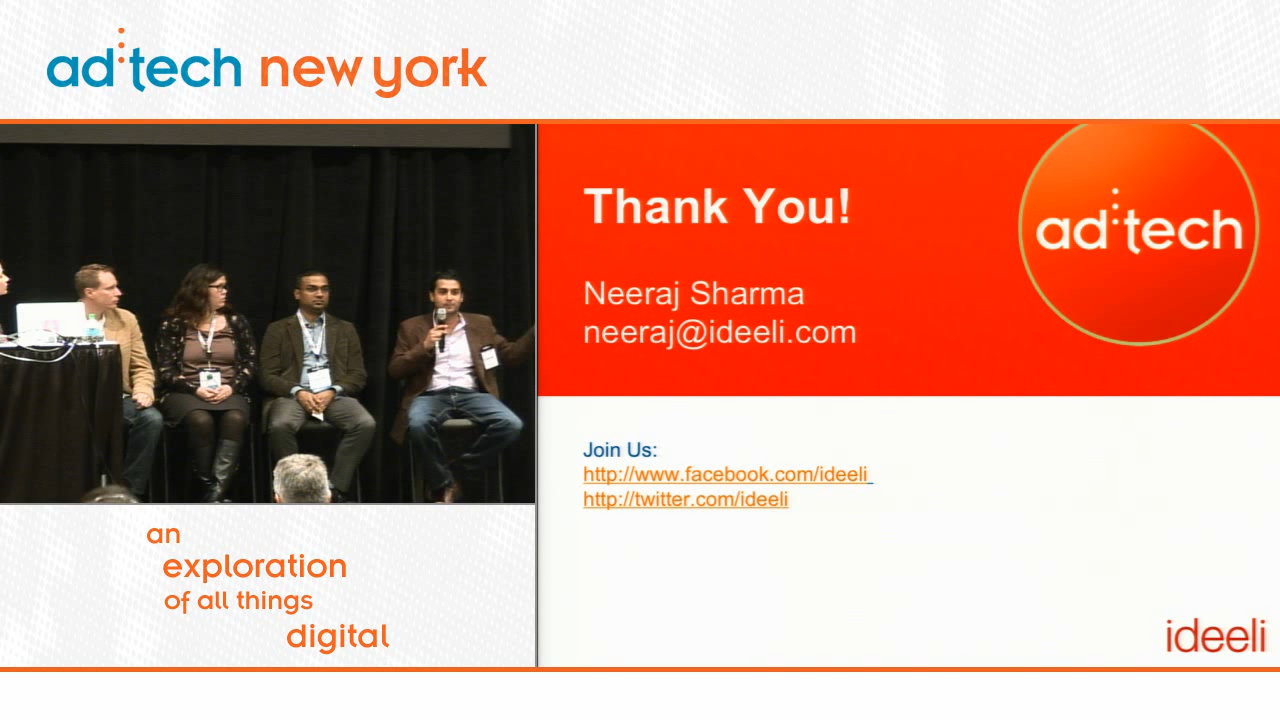 ad:tech new york
Thank You!
Neeraj Sharma
neeraj@ideeli.com
ad:tech
Join Us:
http://www.facebook.com/ideeli
http://twitter.com/ideeli
ideeli
an
exploration
of all things
digital